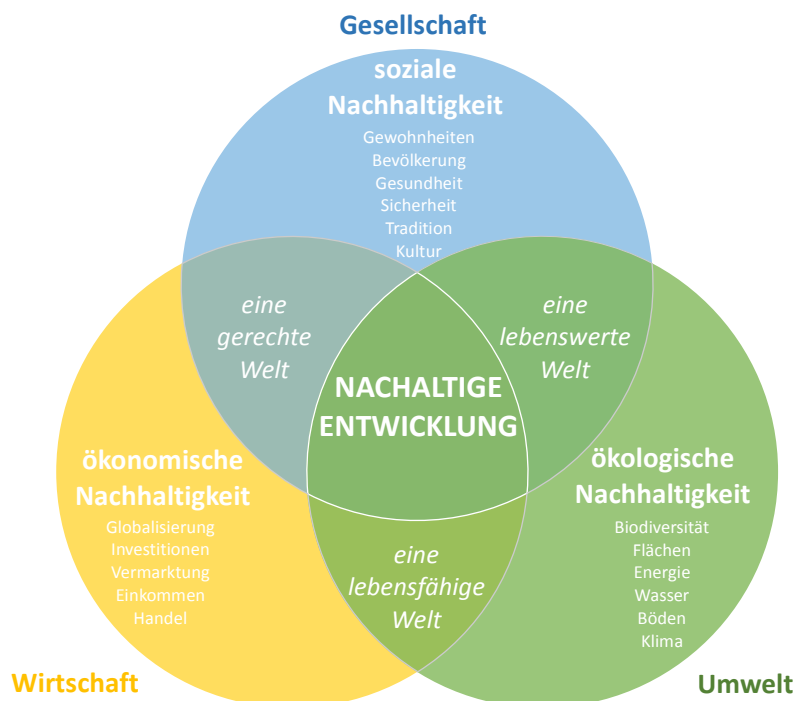 Gesellschaft
soziale
Nachhaltigkeit
Gewohnheiten
Bevölkerung
Gesundheit
Sicherheit
Tradition
Kultur
eine
gerechte
Welt
eine
lebenswerte
Welt
NACHALTIGE
ENTWICKLUNG
ökonomische
Nachhaltigkeit
Globalisierung
Investitionen
Vermarktung
Einkommen
Handel
eine
lebensfähige
Welt
ökologische
Nachhaltigkeit
Biodiversität
Flächen
Energie
Wasser
Böden
Klima
Wirtschaft
Umwelt